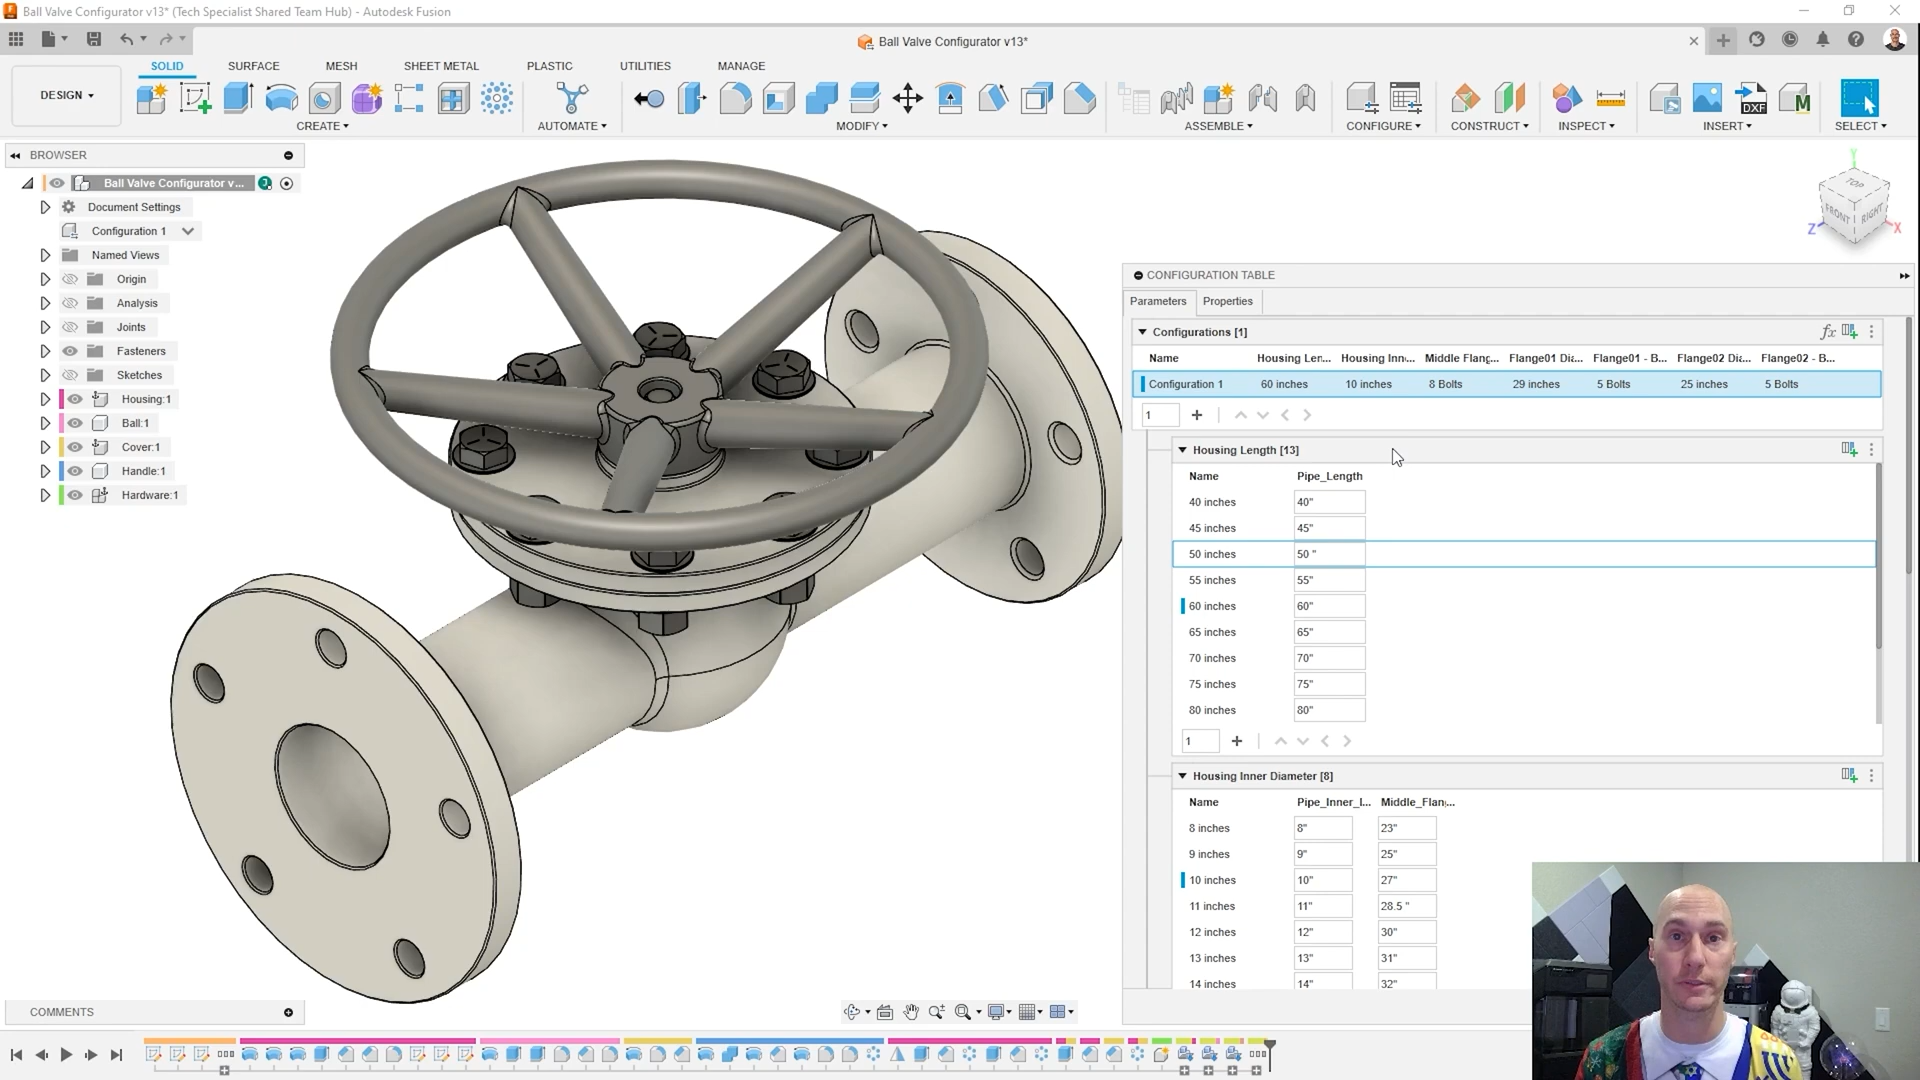 Ball Valve Configurator v13* (Tech Specialist Shared Team Hub) - Autodesk Fusion
Ball Valve Configurator v13*
DESIGN
SOLID SURFACE MESH SHEET METAL PLASTIC UTILITIES MANAGE
DXF
M
CREATE AUTOMATE MODIFY ASSEMBLE CONFIGURE CONSTRUCT INSPECT INSERT SELECT
BROWSER
Ball Valve Configurator v...
Document Settings
Configuration 1
Named Views
Origin
Analysis
Joints
Fasteners
Sketches
Housing:1
Ball:1
Cover:1
Handle:1
Hardware:1
Y
TOP
FRONT
RIGHT
Z
X
CONFIGURATION TABLE
Parameters Properties
Configurations [1] fx
Name Housing Len... Housing Inn... Middle Flang... Flange01 Di... Flange01 - B... Flange02 Di... Flange02 - B...
Configuration 1 60 inches 10 inches 8 Bolts 29 inches 5 Bolts 25 inches 5 Bolts
1
Housing Length [13]
Name Pipe_Length
40 inches 40"
45 inches 45"
50 inches 50 "
55 inches 55"
60 inches 60"
65 inches 65"
70 inches 70"
75 inches 75"
80 inches 80"
1
Housing Inner Diameter [8]
Name Pipe_Inner_I... Middle_Flan...
8 inches 8" 23"
9 inches 9" 25"
10 inches 10" 27"
11 inches 11" 28.5 "
12 inches 12" 30"
13 inches 13" 31"
14 inches 14" 32"
COMMENTS